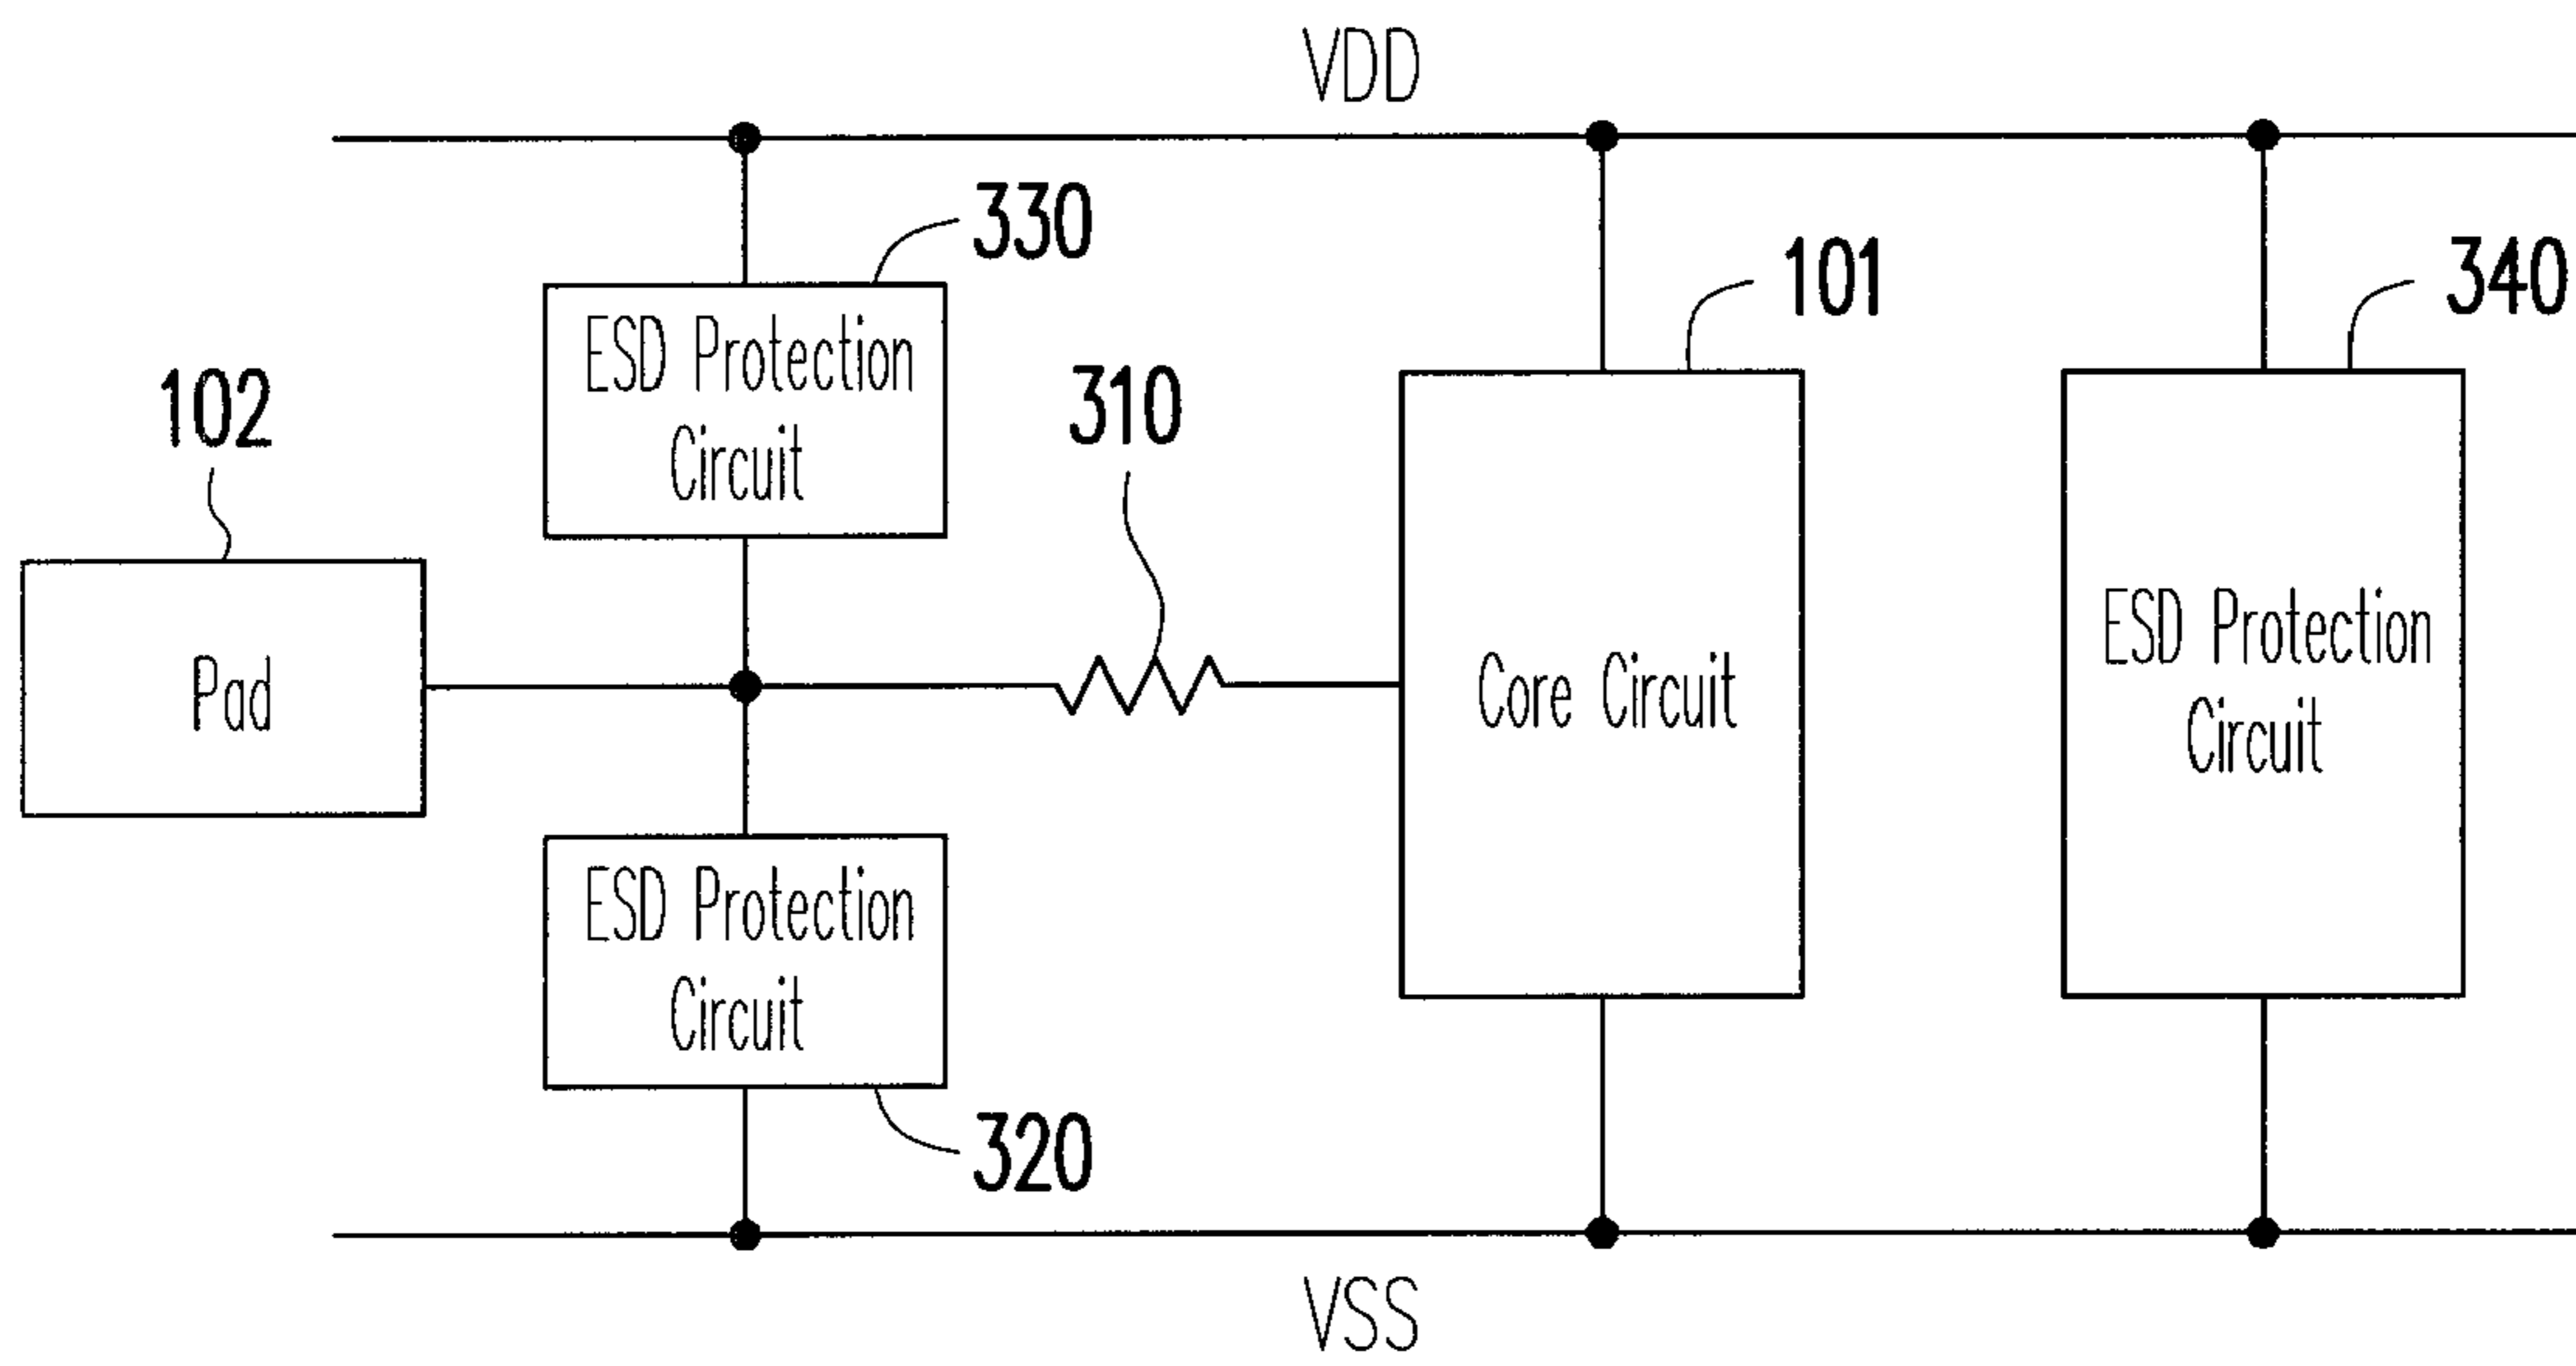 VDD
330
ESD Protection
Circuit
101
340
102
310
Pad
Core Circuit
ESD Protection
Circuit
ESD Protection
Circuit
320
VSS